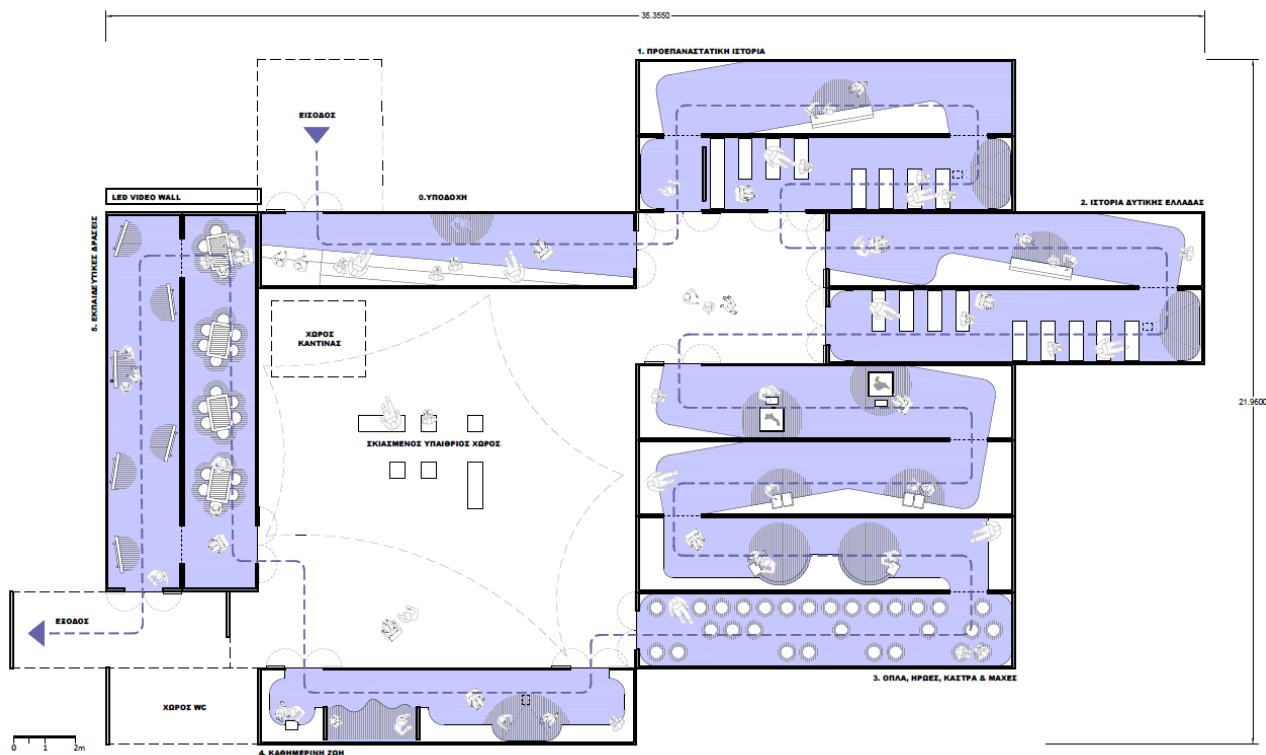 35.3550
1. ΠΡΟΕΠΑΝΑΣΤΑΤΙΚΗ ΙΣΤΟΡΙΑ
ΕΙΣΟΔΟΣ
LED VIDEO WALL
0.ΥΠΟΔΟΧΗ
2. ΙΣΤΟΡΙΑ ΔΥΤΙΚΗΣ ΕΛΛΑΔΑΣ
5. ΕΚΠΑΙΔΕΥΤΙΚΕΣ ΔΡΑΣΕΙΣ
ΧΩΡΟΣ
ΚΑΝΤΙΝΑΣ
21.9600
ΣΚΙΑΣΜΕΝΟΣ ΥΠΑΙΘΡΙΟΣ ΧΩΡΟΣ
ΕΞΟΔΟΣ
3. ΟΠΛΑ, ΗΡΩΕΣ, ΚΑΣΤΡΑ & ΜΑΧΕΣ
ΧΩΡΟΣ WC
0 1 2m
4. ΚΑΘΗΜΕΡΙΝΗ ΖΩΗ